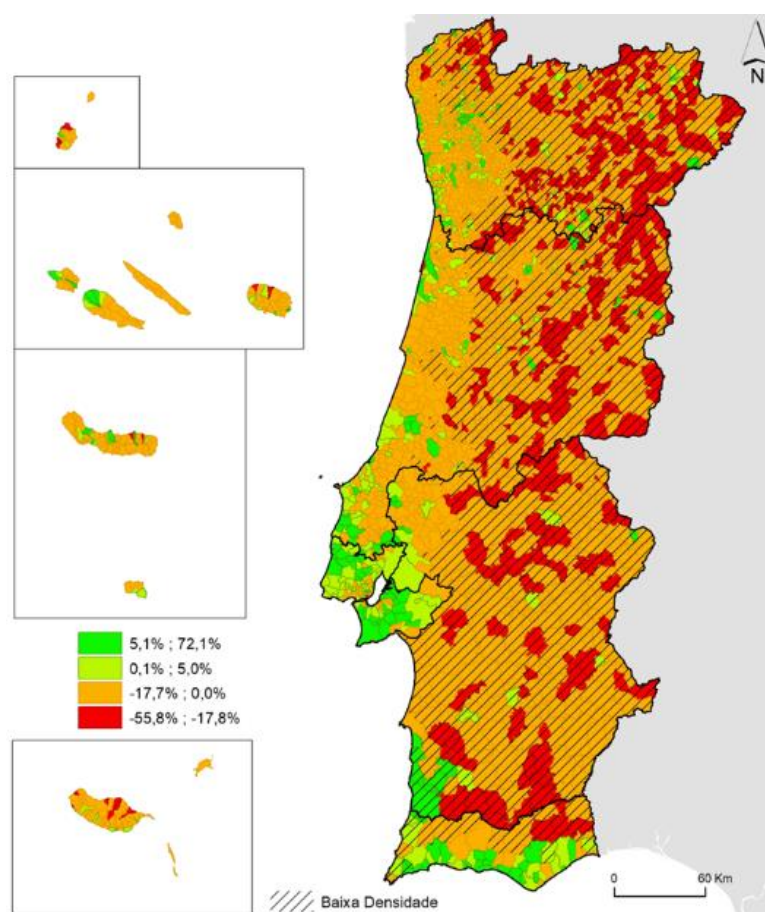 N
5,1% ; 72,1%
0,1% ; 5,0%
-17,7% ; 0,0%
-55,8% ; -17,8%
Baixa Densidade
0 60 Km